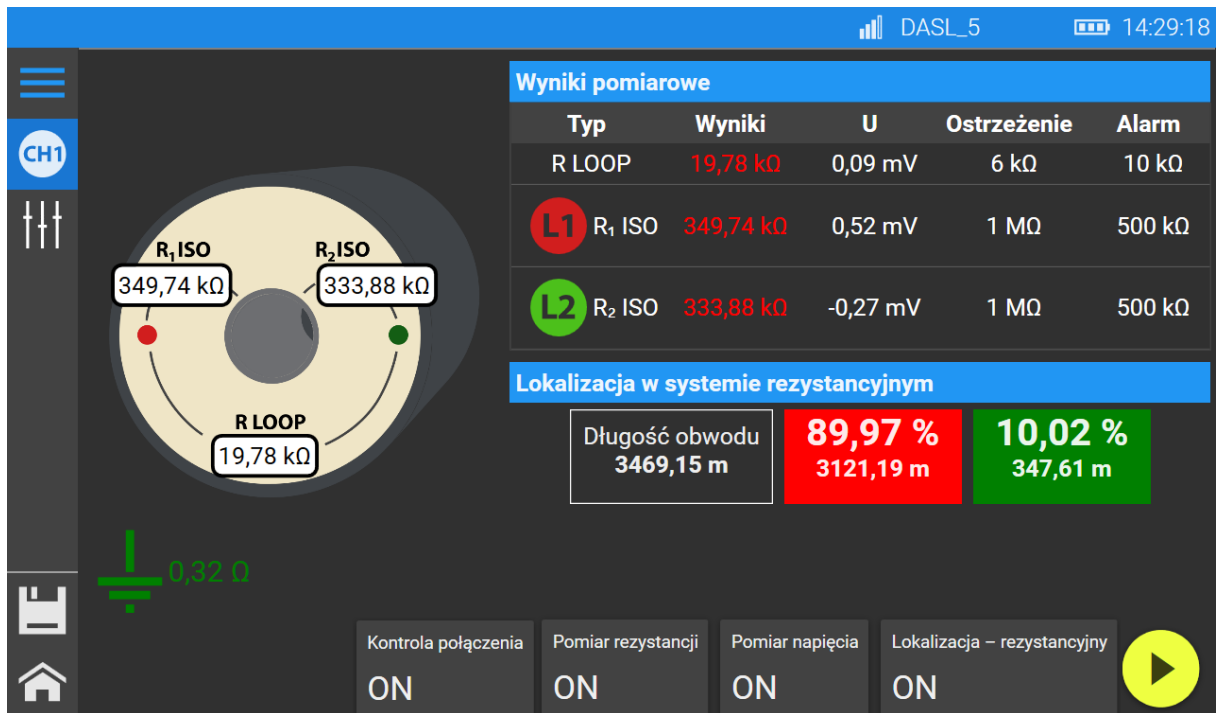 DASL_5 14:29:18
Wyniki pomiarowe
Typ Wyniki U Ostrzeżenie Alarm
R LOOP 19,78 kΩ 0,09 mV 6 kΩ 10 kΩ
L1 R₁ ISO 349,74 kΩ 0,52 mV 1 MΩ 500 kΩ
L2 R₂ ISO 333,88 kΩ -0,27 mV 1 MΩ 500 kΩ
CH1
R₁ISO R₂ISO
349,74 kΩ 333,88 kΩ
R LOOP
19,78 kΩ
Lokalizacja w systemie rezystancyjnym
Długość obwodu
3469,15 m
89,97 %
3121,19 m
10,02 %
347,61 m
0,32 Ω
Kontrola połączenia
ON
Pomiar rezystancji
ON
Pomiar napięcia
ON
Lokalizacja – rezystancyjny
ON